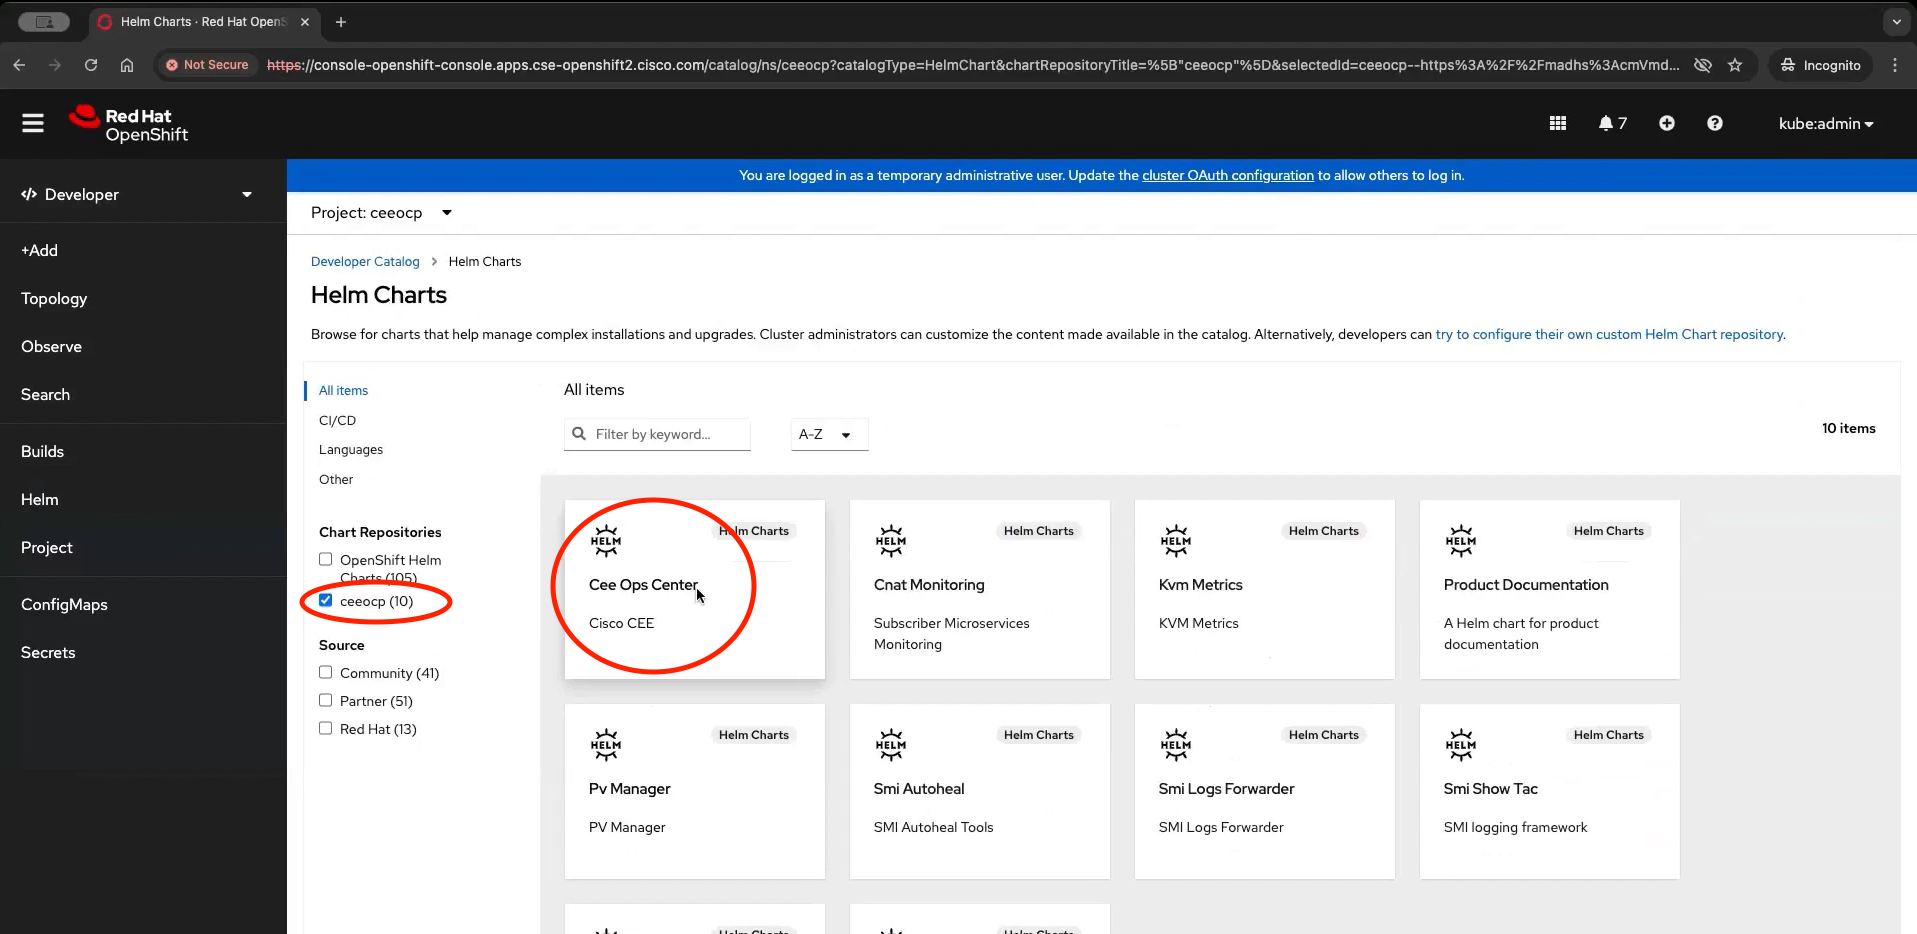 Helm Charts · Red Hat OpenS
Not Secure
https://console-openshift-console.apps.cse-openshift2.cisco.com/catalog/ns/ceeocp?catalogType=HelmChart&chartRepositoryTitle=%5B"ceeocp"%5D&selectedId=ceeocp--https%3A%2F%2Fmadhs%3AcmVmd...
Incognito
Red Hat
OpenShift
7
kube:admin
Developer
You are logged in as a temporary administrative user. Update the cluster OAuth configuration to allow others to log in.
Project: ceeocp
+Add
Topology
Observe
Search
Builds
Helm
Project
ConfigMaps
Secrets
Developer Catalog > Helm Charts
Helm Charts
Browse for charts that help manage complex installations and upgrades. Cluster administrators can customize the content made available in the catalog. Alternatively, developers can try to configure their own custom Helm Chart repository.
All items
CI/CD
Languages
Other
Chart Repositories
OpenShift Helm
Charts (105)
ceeocp (10)
Source
Community (41)
Partner (51)
Red Hat (13)
All items
Filter by keyword...
A-Z
10 items
HELM
Helm Charts
Cee Ops Center
Cisco CEE
HELM
Helm Charts
Cnat Monitoring
Subscriber Microservices
Monitoring
HELM
Helm Charts
Kvm Metrics
KVM Metrics
HELM
Helm Charts
Product Documentation
A Helm chart for product
documentation
HELM
Helm Charts
Pv Manager
PV Manager
HELM
Helm Charts
Smi Autoheal
SMI Autoheal Tools
HELM
Helm Charts
Smi Logs Forwarder
SMI Logs Forwarder
HELM
Helm Charts
Smi Show Tac
SMI logging framework
Helm Charts
Helm Charts